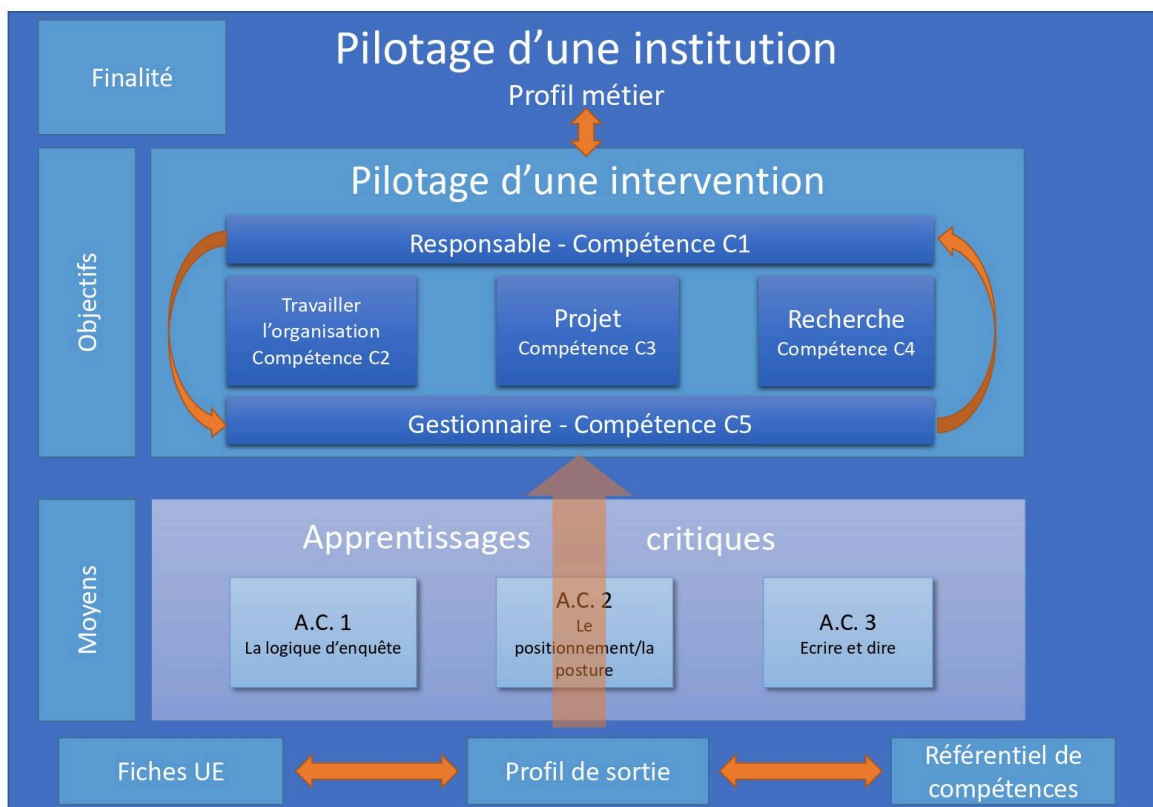 Finalité
Pilotage d’une institution
Profil métier
Objectifs
Pilotage d’une intervention
Responsable - Compétence C1
Travailler
l’organisation
Compétence C2
Projet
Compétence C3
Recherche
Compétence C4
Gestionnaire - Compétence C5
Moyens
Apprentissages critiques
A.C. 1
La logique d’enquête
A.C. 2
Le
positionnement/la
posture
A.C. 3
Ecrire et dire
Fiches UE
Profil de sortie
Référentiel de
compétences